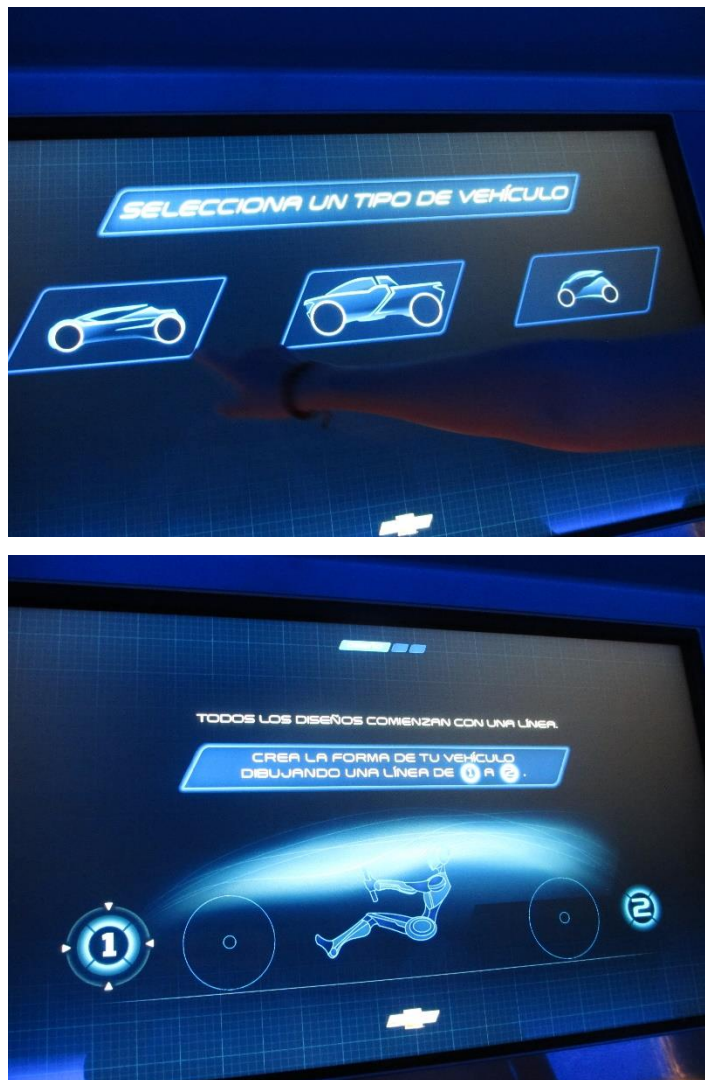 SELECCIONA UN TIPO DE VEHÍCULO
TODOS LOS DISEÑOS COMIENZAN CON UNA LÍNEA.
CREA LA FORMA DE TU VEHÍCULO
DIBUJANDO UNA LÍNEA DE 1 A 2.
1
2